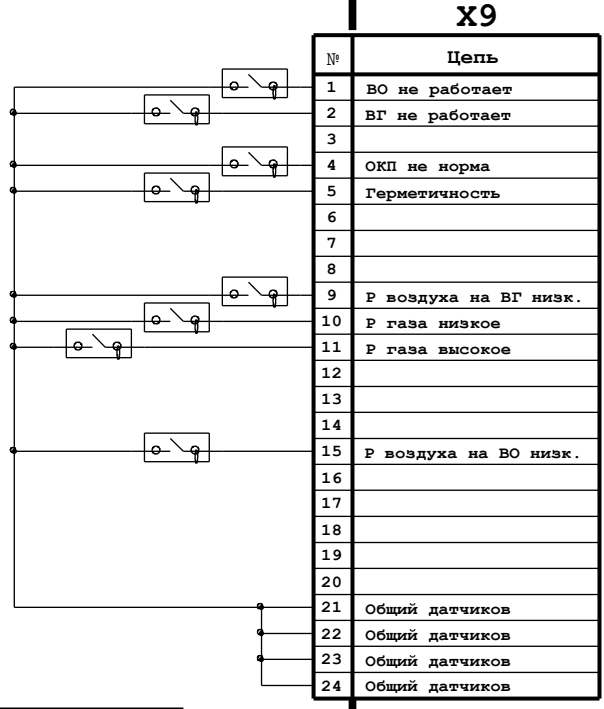 X9
№ Цепь
1 ВО не работает
2 ВГ не работает
3
4 ОКП не норма
5 Герметичность
6
7
8
9 Р воздуха на ВГ низк.
10 Р газа низкое
11 Р газа высокое
12
13
14
15 Р воздуха на ВО низк.
16
17
18
19
20
21 Общий датчиков
22 Общий датчиков
23 Общий датчиков
24 Общий датчиков